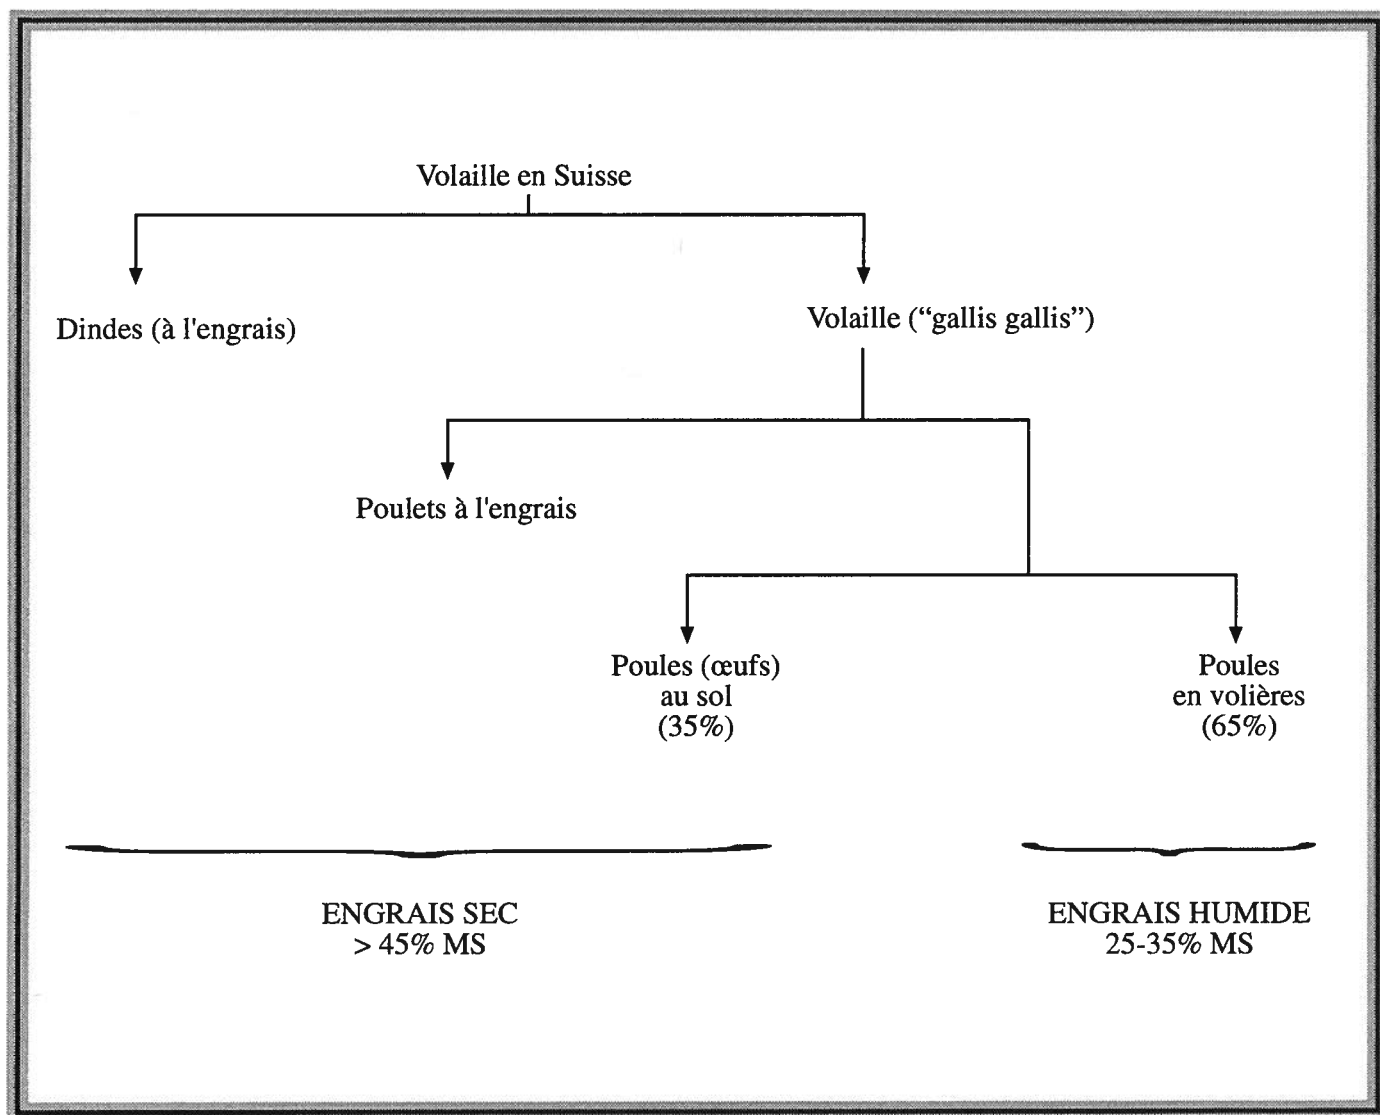 Volaille en Suisse
Dindes (à l'engrais)
Volaille (“gallis gallis”)
Poulets à l'engrais
Poules (œufs)
au sol
(35%)
Poules
en volières
(65%)
ENGRAIS SEC
> 45% MS
ENGRAIS HUMIDE
25-35% MS